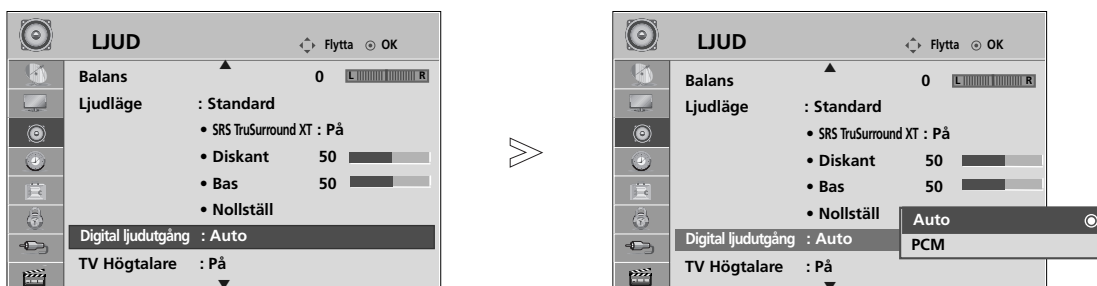 LJUD
Flytta
OK
Balans 0 L R
Ljudläge : Standard
• SRS TruSurround XT : På
• Diskant 50
• Bas 50
• Nollställ
Digital ljudutgång : Auto
TV Högtalare : På
LJUD
Flytta
OK
Balans 0 L R
Ljudläge : Standard
• SRS TruSurround XT : På
• Diskant 50
• Bas 50
• Nollställ
Digital ljudutgång : Auto
TV Högtalare : På
Auto
PCM